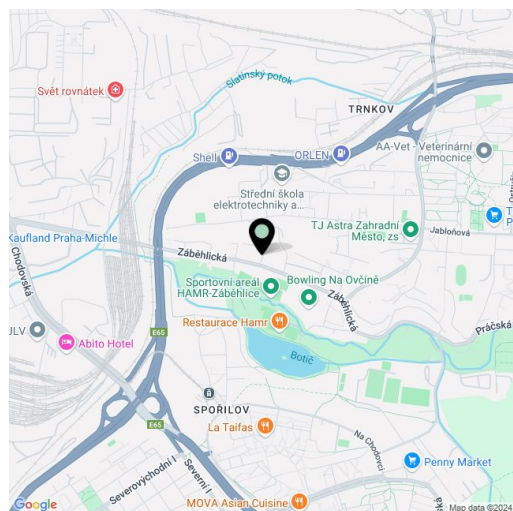 Slatinský potok
Svět rovnátek
TRNKOV
ORLEN
Shell
AA-Vet - Veterinární
nemocnice
Střední škola
elektrotechniky a...
TJ Astra Zahradní
Město, zs
Jabloňová
Kaufland Praha-Michle
Chodovská
Záběhlická
Sportovní areál
HAMR-Záběhlice
Bowling Na Ovčíně
Záběhlická
Práčská
Restaurace Hamr
E65
Abito Hotel
Botič
SPOŘILOV
E65
La Taifas
Na Chodovci
Penny Market
Severovýchodní I
Severní I
MOVA Asian Cuisine
Google
Map data ©2024